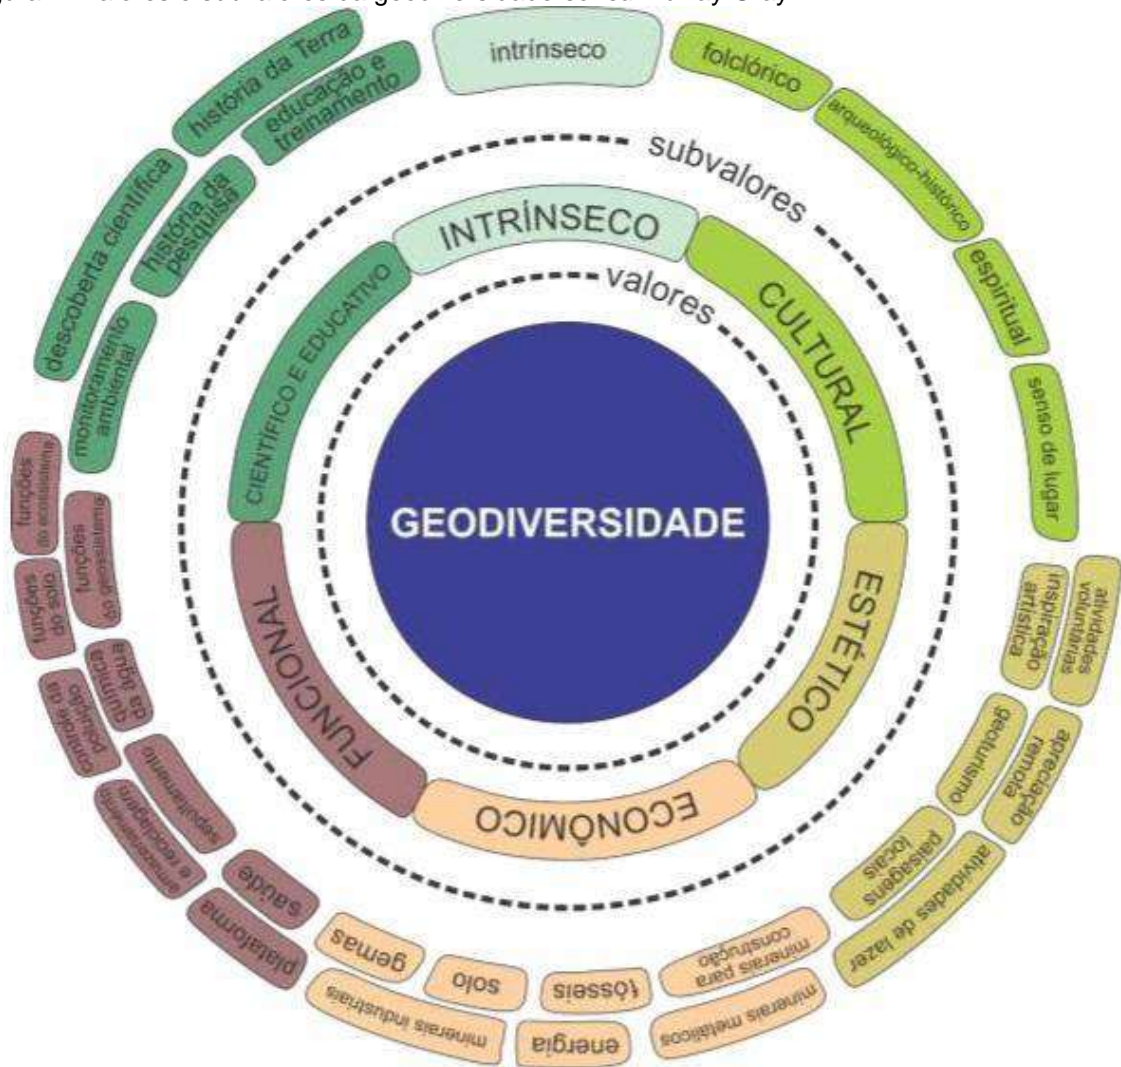 intrínseco
folclórico
arqueológico-histórico
espiritual
senso de lugar
atividades
voluntárias
inspiração
artística
apreciação
remota
geoturismo
atividades de lazer
paisagens
locais
minerais para
construção
minerais metálicos
fósseis
energia
solo
minerais industriais
gemas
plataforma
saúde
armazenamento
e reciclagem
sepultamento
controle da
poluição
química
da água
funções
do solo
funções
do geossistema
funções
do ecossistema
monitoramento
ambiental
descoberta científica
história da
pesquisa
história da Terra
educação e
treinamento
subvalores
INTRÍNSECO
CULTURAL
ESTÉTICO
ECONÔMICO
FUNCIONAL
CIENTÍFICO E EDUCATIVO
valores
GEODIVERSIDADE